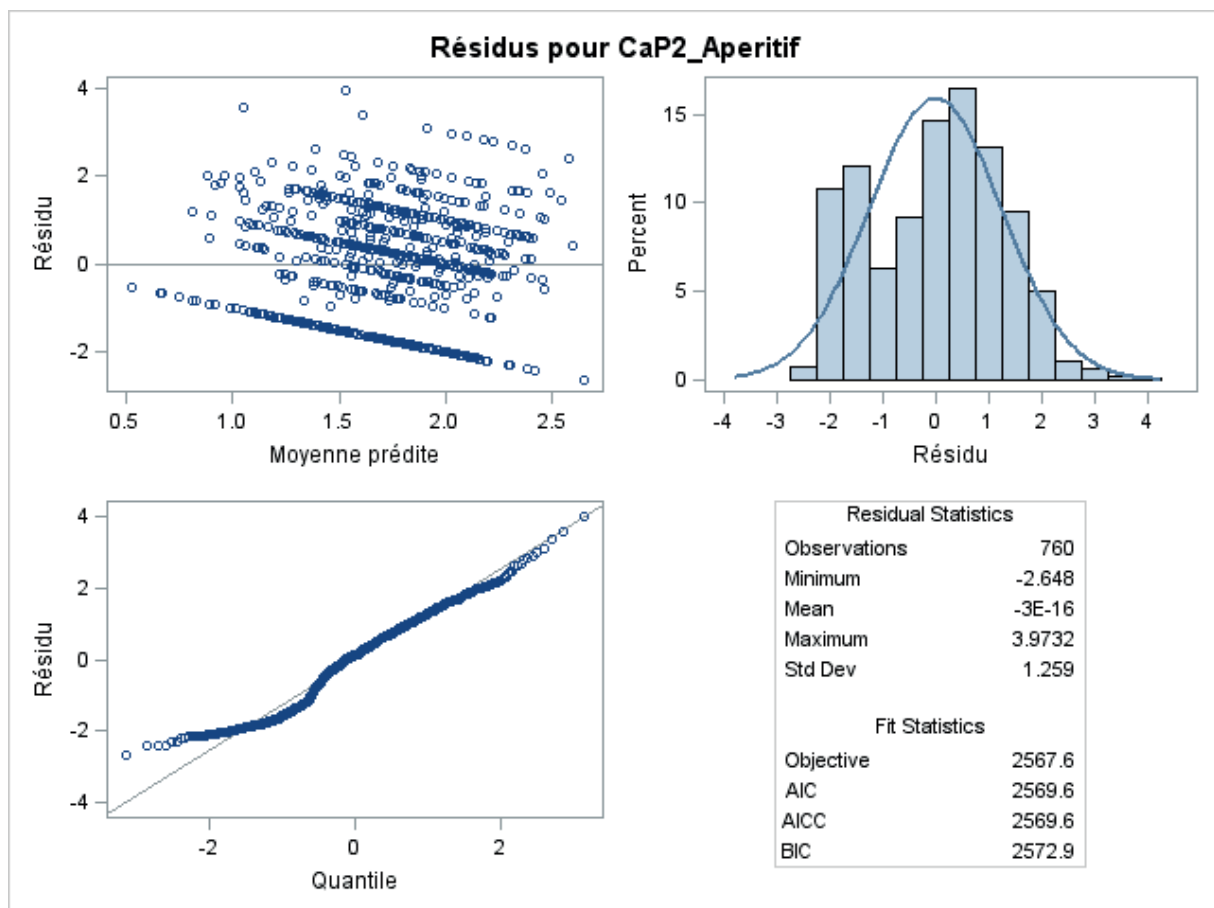 Résidus pour CaP2_Aperitif
4
2
0
-2
Résidu
0.5 1.0 1.5 2.0 2.5
Moyenne prédite
15
10
5
0
Percent
-4 -3 -2 -1 0 1 2 3 4
Résidu
4
2
0
-2
-4
Résidu
-2 0 2
Quantile
Residual Statistics
Observations 760
Minimum -2.648
Mean -3E-16
Maximum 3.9732
Std Dev 1.259
Fit Statistics
Objective 2567.6
AIC 2569.6
AICC 2569.6
BIC 2572.9